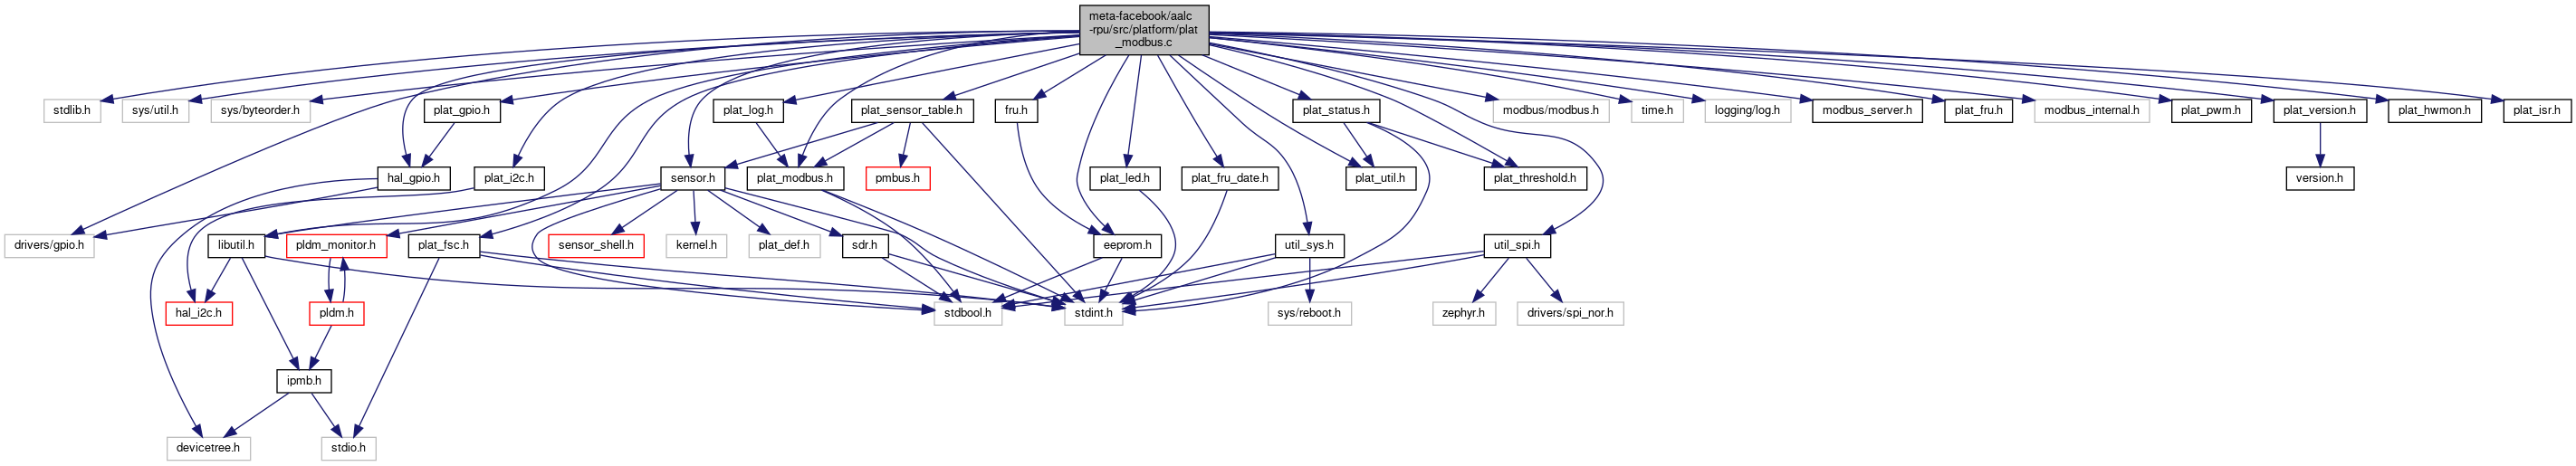 meta-facebook/aalc
-rpu/src/platform/plat
_modbus.c
stdlib.h
sys/util.h
sys/byteorder.h
plat_gpio.h
plat_log.h
plat_sensor_table.h
fru.h
plat_status.h
modbus/modbus.h
time.h
logging/log.h
modbus_server.h
plat_fru.h
modbus_internal.h
plat_pwm.h
plat_version.h
plat_hwmon.h
plat_isr.h
hal_gpio.h
plat_i2c.h
sensor.h
plat_modbus.h
pmbus.h
plat_led.h
plat_fru_date.h
plat_util.h
plat_threshold.h
version.h
drivers/gpio.h
libutil.h
pldm_monitor.h
plat_fsc.h
sensor_shell.h
kernel.h
plat_def.h
sdr.h
eeprom.h
util_sys.h
util_spi.h
hal_i2c.h
pldm.h
stdbool.h
stdint.h
sys/reboot.h
zephyr.h
drivers/spi_nor.h
ipmb.h
devicetree.h
stdio.h